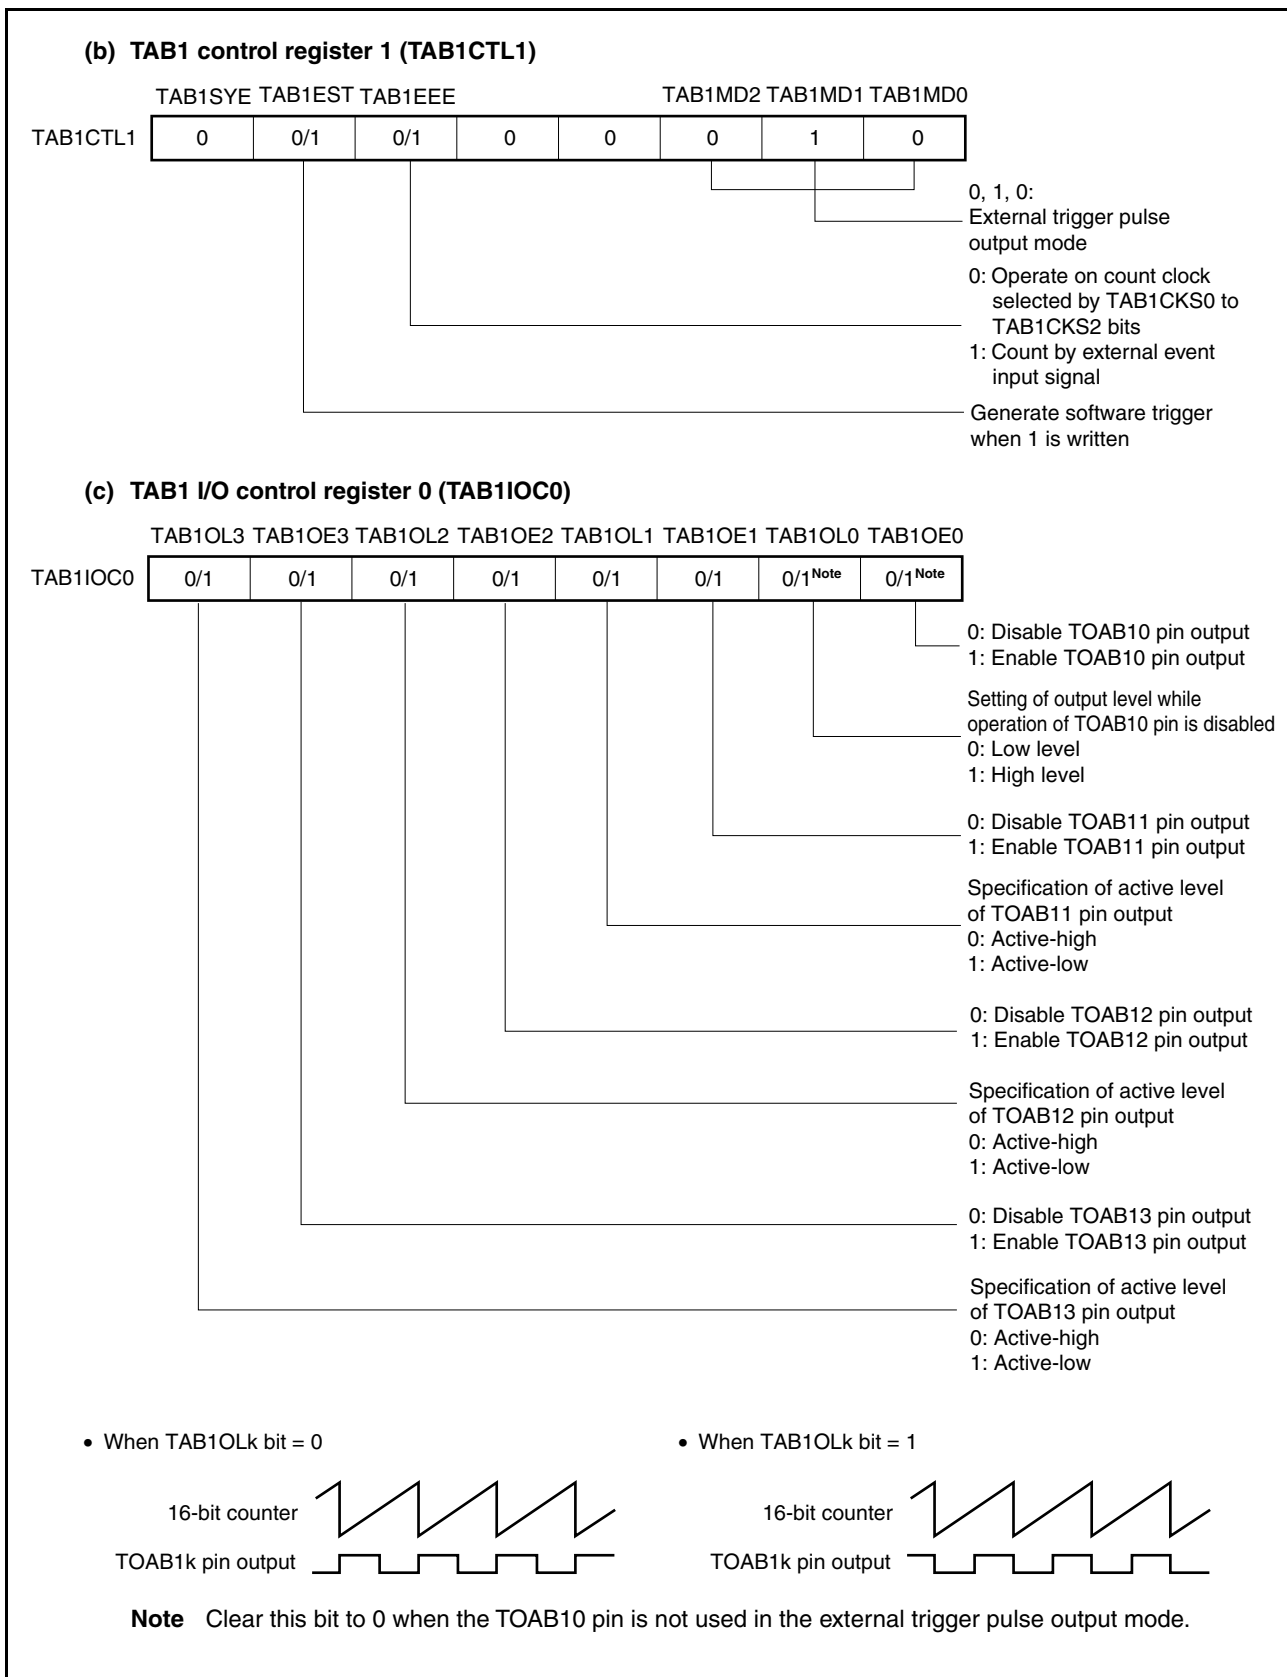 (b) TAB1 control register 1 (TAB1CTL1)
TAB1SYE TAB1EST TAB1EEE TAB1MD2 TAB1MD1 TAB1MD0
TAB1CTL1 0 0/1 0/1 0 0 0 1 0
0, 1, 0:
External trigger pulse
output mode
0: Operate on count clock
selected by TAB1CKS0 to
TAB1CKS2 bits
1: Count by external event
input signal
Generate software trigger
when 1 is written
(c) TAB1 I/O control register 0 (TAB1IOC0)
TAB1OL3 TAB1OE3 TAB1OL2 TAB1OE2 TAB1OL1 TAB1OE1 TAB1OL0 TAB1OE0
TAB1IOC0 0/1 0/1 0/1 0/1 0/1 0/1 0/1Note 0/1Note
0: Disable TOAB10 pin output
1: Enable TOAB10 pin output
Setting of output level while
operation of TOAB10 pin is disabled
0: Low level
1: High level
0: Disable TOAB11 pin output
1: Enable TOAB11 pin output
Specification of active level
of TOAB11 pin output
0: Active-high
1: Active-low
0: Disable TOAB12 pin output
1: Enable TOAB12 pin output
Specification of active level
of TOAB12 pin output
0: Active-high
1: Active-low
0: Disable TOAB13 pin output
1: Enable TOAB13 pin output
Specification of active level
of TOAB13 pin output
0: Active-high
1: Active-low
• When TAB1OLk bit = 0
16-bit counter
TOAB1k pin output
• When TAB1OLk bit = 1
16-bit counter
TOAB1k pin output
Note Clear this bit to 0 when the TOAB10 pin is not used in the external trigger pulse output mode.